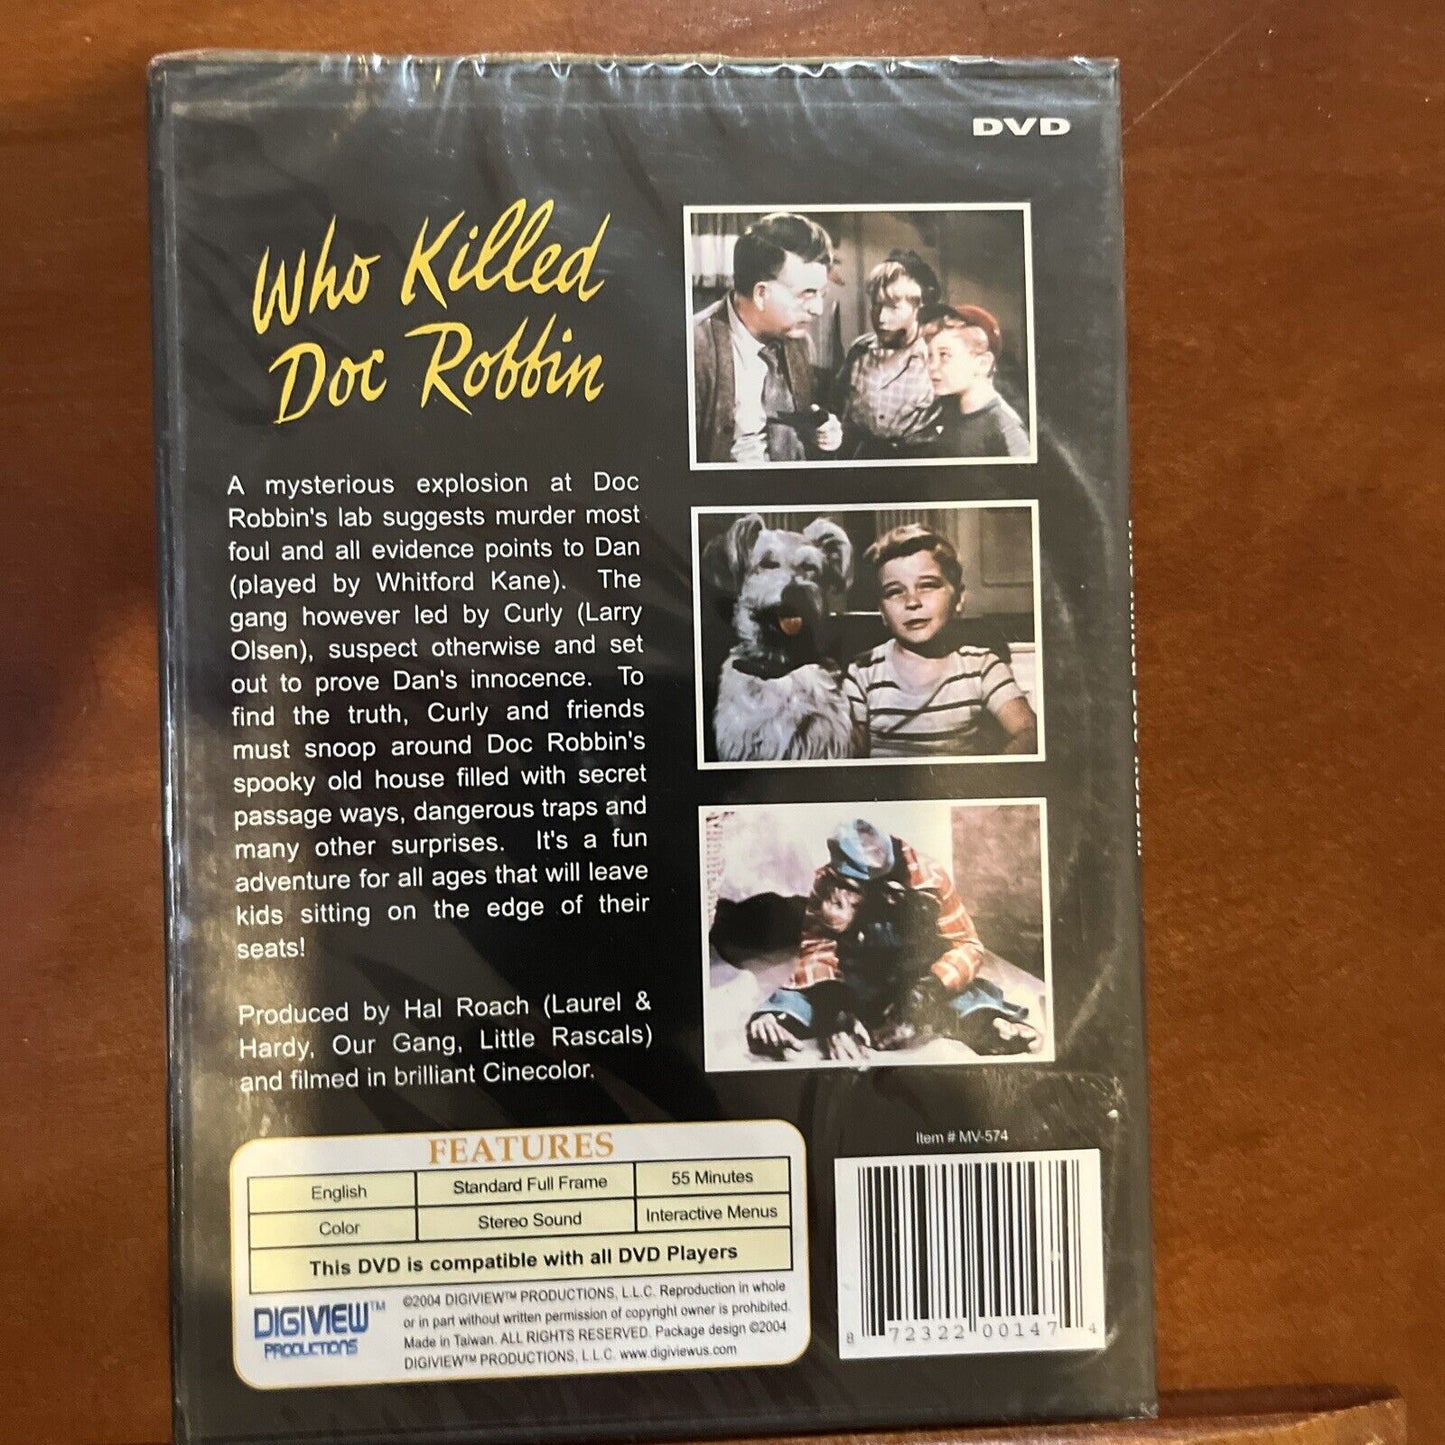 DVD
Who Killed
Doc Robbin
A mysterious explosion at Doc
Robbin's lab suggests murder most
foul and all evidence points to Dan
(played by Whitford Kane). The
gang however led by Curly (Larry
Olsen), suspect otherwise and set
out to prove Dan's innocence. To
find the truth, Curly and friends
must snoop around Doc Robbin's
spooky old house filled with secret
passage ways, dangerous traps and
many other surprises. It's a fun
adventure for all ages that will leave
kids sitting on the edge of their
seats!
Produced by Hal Roach (Laurel &
Hardy, Our Gang, Little Rascals)
and filmed in brilliant Cinecolor.
Item # MV-574
FEATURES
English Standard Full Frame 55 Minutes
Color Stereo Sound Interactive Menus
This DVD is compatible with all DVD Players
DIGIVIEW™
PRODUCTIONS
©2004 DIGIVIEW™ PRODUCTIONS, L.L.C. Reproduction in whole
or in part without written permission of copyright owner is prohibited.
Made in Taiwan. ALL RIGHTS RESERVED. Package design ©2004
DIGIVIEW™ PRODUCTIONS, L.L.C. www.digiviewus.com
8 72322 00147 4